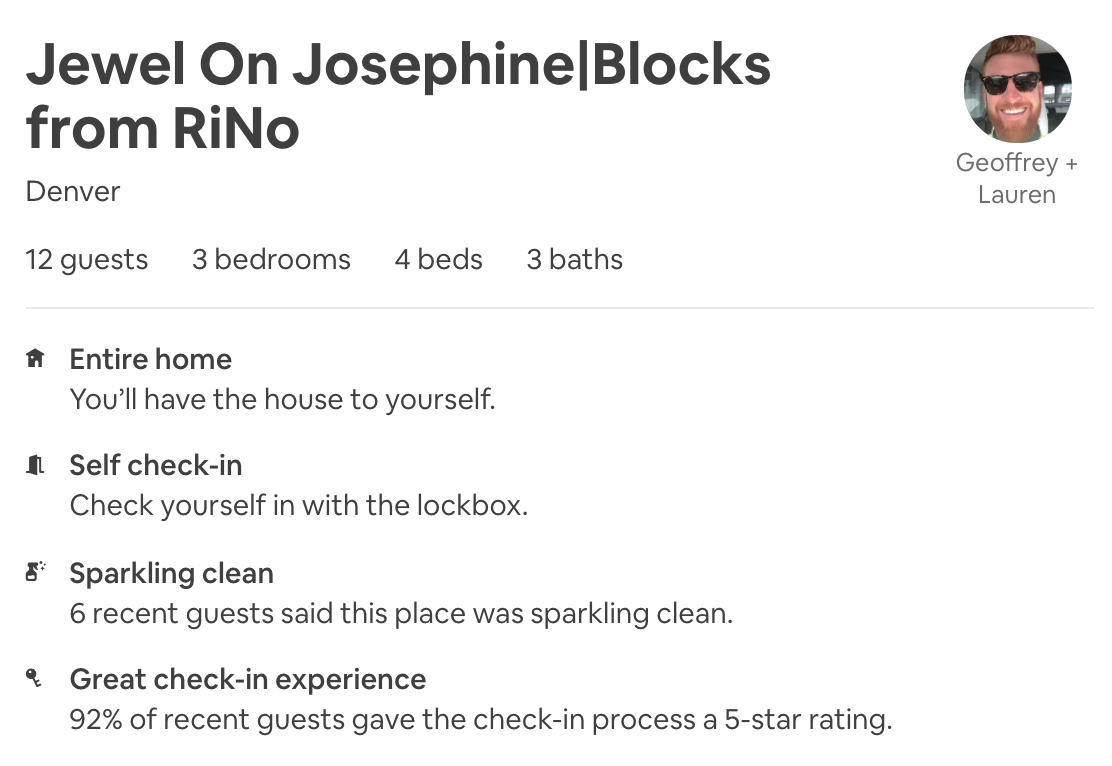 Jewel On Josephine|Blocks
from RiNo
Geoffrey +
Lauren
Denver
12 guests 3 bedrooms 4 beds 3 baths
Entire home
You’ll have the house to yourself.
Self check-in
Check yourself in with the lockbox.
Sparkling clean
6 recent guests said this place was sparkling clean.
Great check-in experience
92% of recent guests gave the check-in process a 5-star rating.